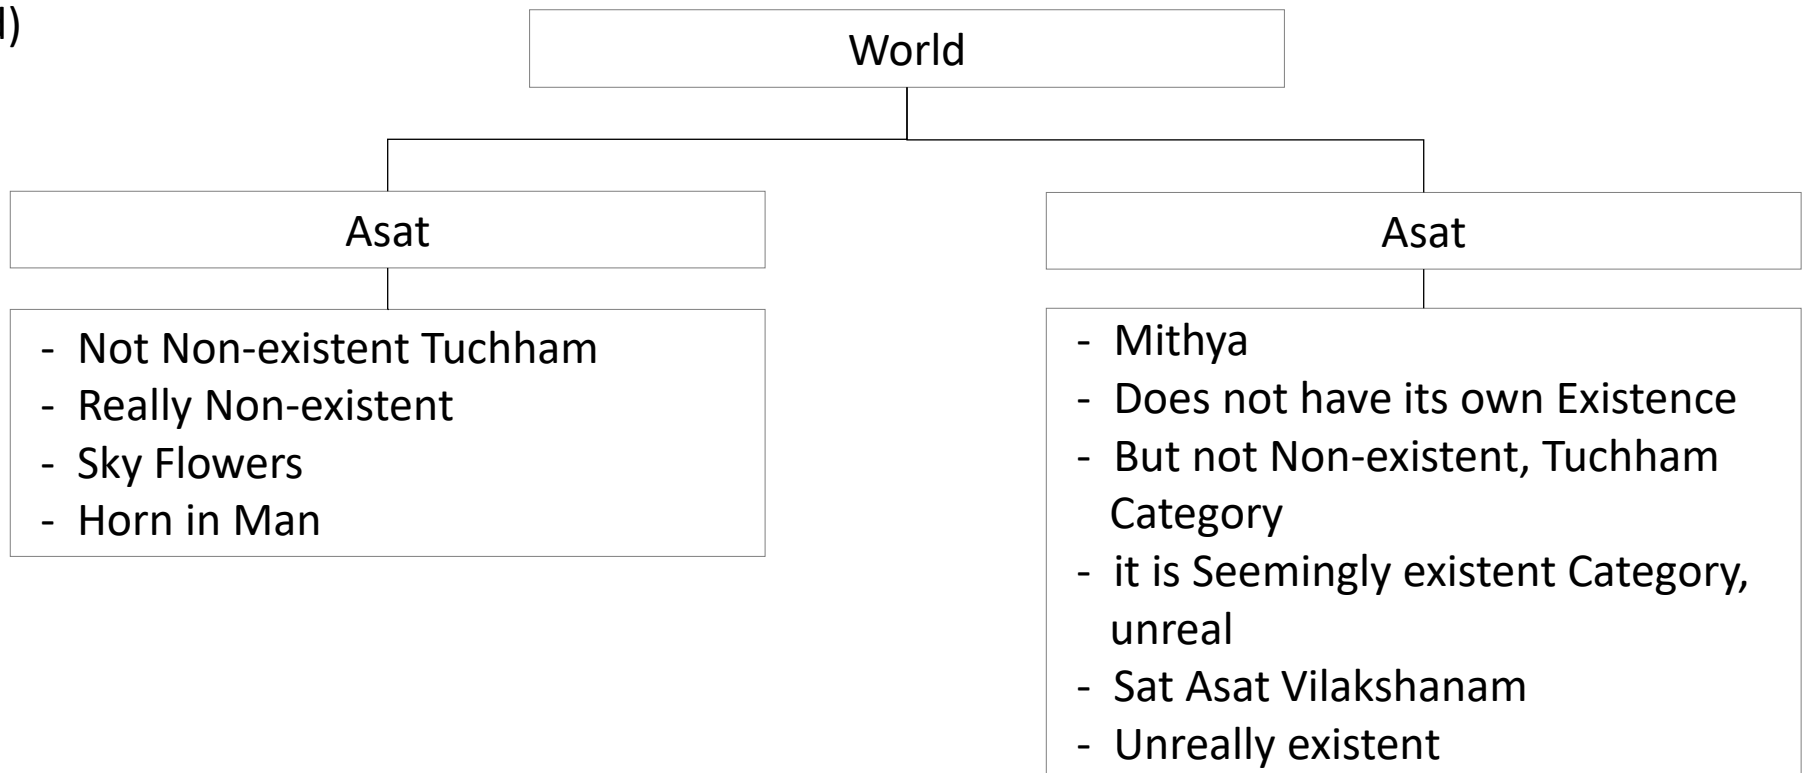 World
Asat
- Not Non-existent Tuchham
- Really Non-existent
- Sky Flowers
- Horn in Man
Asat
- Mithya
- Does not have its own Existence
- But not Non-existent, Tuchham
Category
- it is Seemingly existent Category,
unreal
- Sat Asat Vilakshanam
- Unreally existent